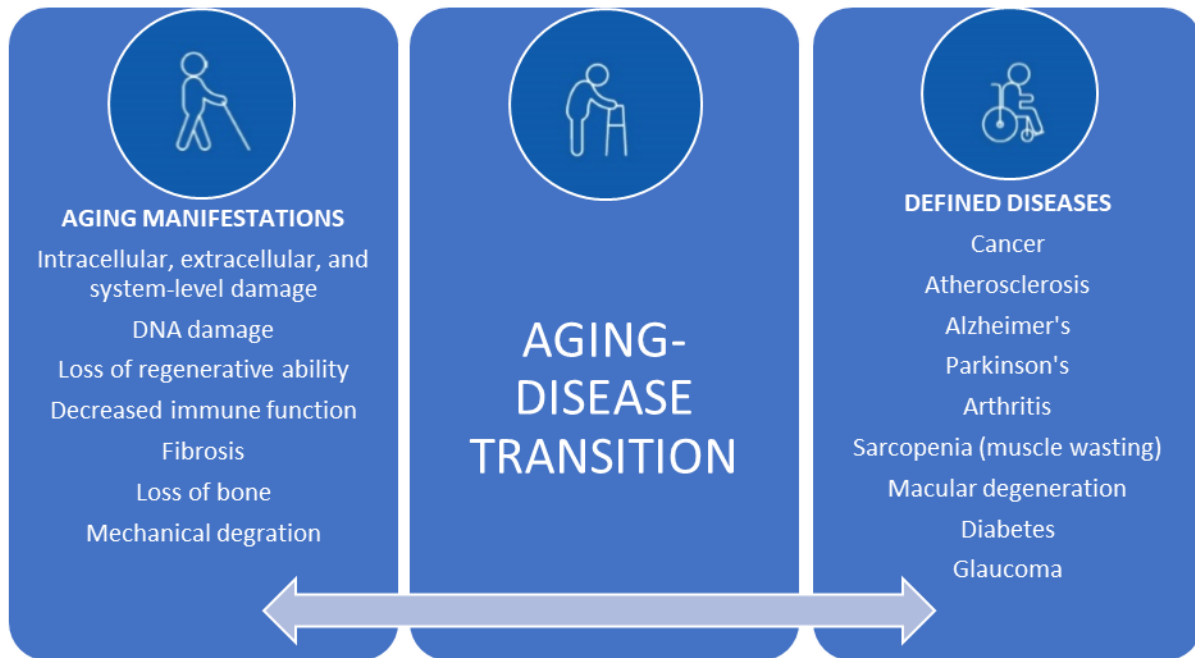 AGING MANIFESTATIONS
Intracellular, extracellular, and
system-level damage
DNA damage
Loss of regenerative ability
Decreased immune function
Fibrosis
Loss of bone
Mechanical degration
AGING-
DISEASE
TRANSITION
DEFINED DISEASES
Cancer
Atherosclerosis
Alzheimer's
Parkinson's
Arthritis
Sarcopenia (muscle wasting)
Macular degeneration
Diabetes
Glaucoma